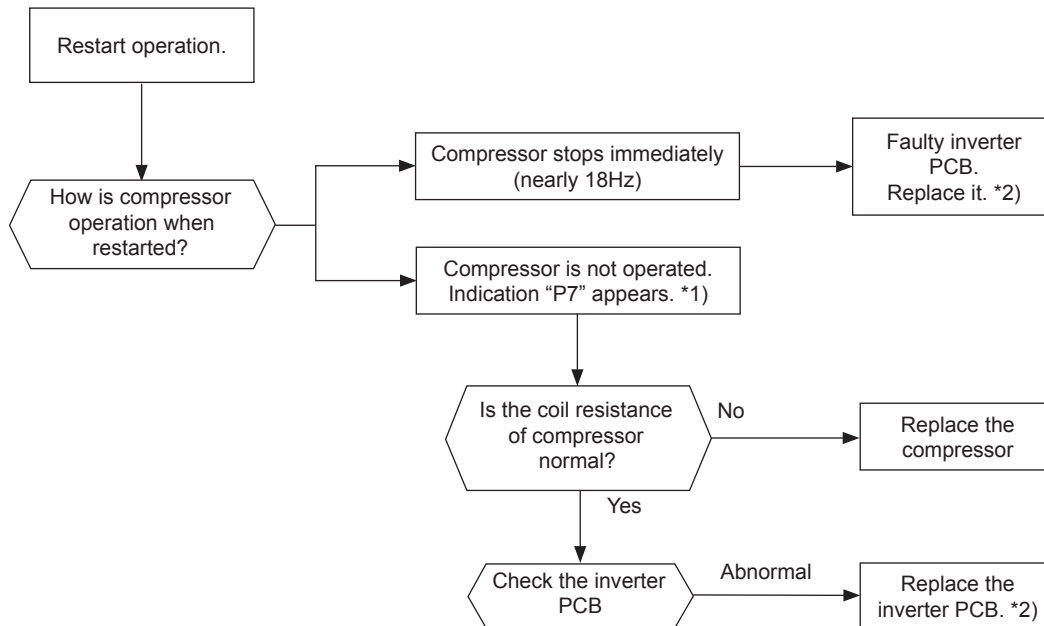 Restart operation.
How is compressor
operation when
restarted?
Compressor stops immediately
(nearly 18Hz)
Faulty inverter
PCB.
Replace it. *2)
Compressor is not operated.
Indication “P7” appears. *1)
Is the coil resistance
of compressor
normal?
No
Replace the
compressor
Yes
Check the inverter
PCB
Abnormal
Replace the
inverter PCB. *2)